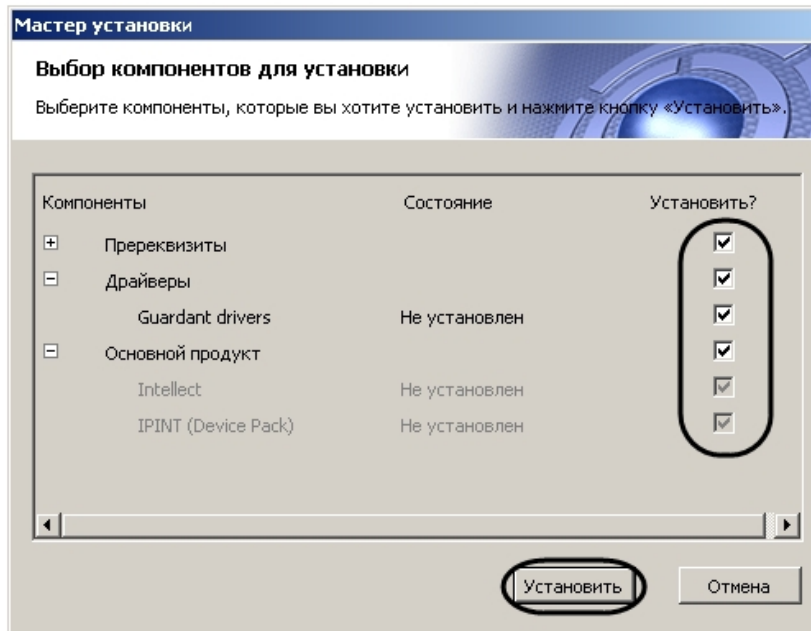 Мастер установки
Выбор компонентов для установки
Выберите компоненты, которые вы хотите установить и нажмите кнопку «Установить».
Компоненты Состояние Установить?
Пререквизиты
Драйверы
Guardant drivers Не установлен
Основной продукт
Intellect Не установлен
IPINT (Device Pack) Не установлен
Установить Отмена